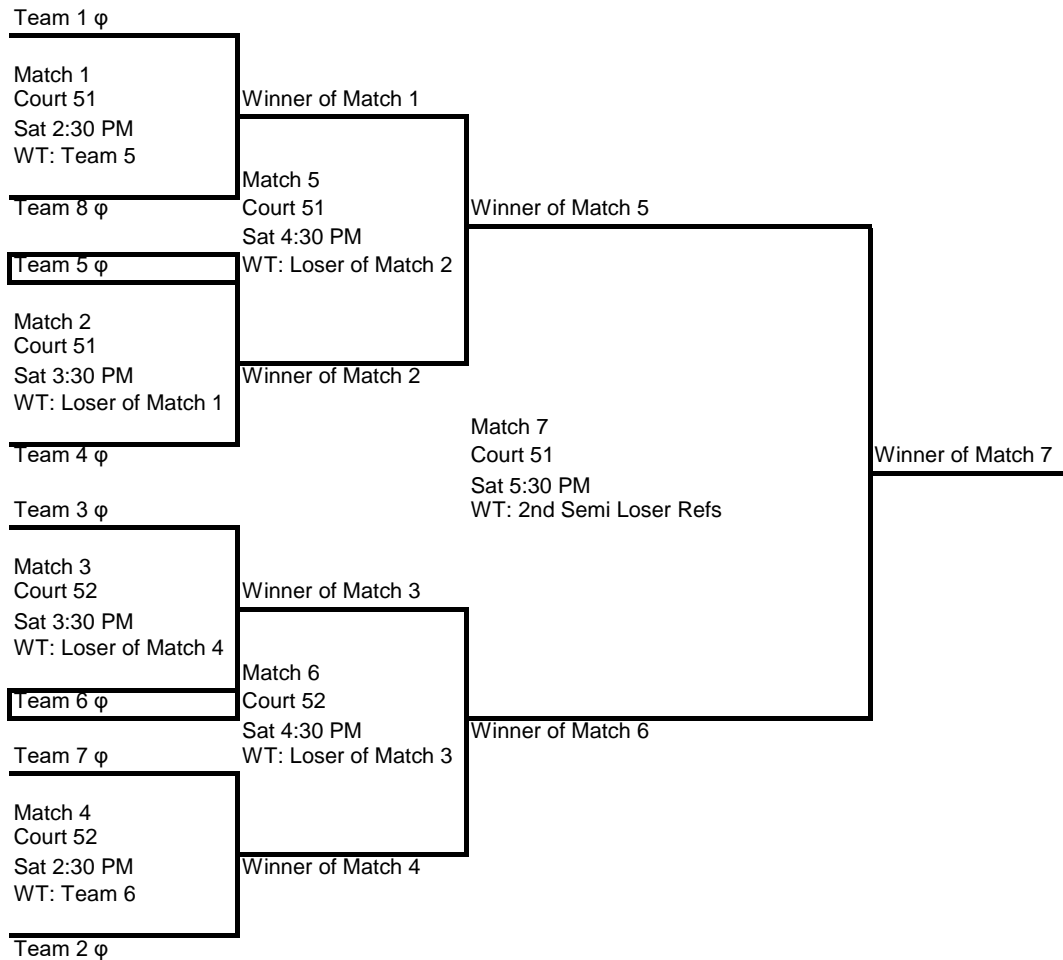 Team 1 φ
Match 1
Court 51
Sat 2:30 PM
WT: Team 5
Team 8 φ
Team 5 φ
Match 2
Court 51
Sat 3:30 PM
WT: Loser of Match 1
Team 4 φ
Team 3 φ
Match 3
Court 52
Sat 3:30 PM
WT: Loser of Match 4
Team 6 φ
Team 7 φ
Match 4
Court 52
Sat 2:30 PM
WT: Team 6
Team 2 φ
Winner of Match 1
Match 5
Court 51
Sat 4:30 PM
WT: Loser of Match 2
Winner of Match 2
Winner of Match 3
Match 6
Court 52
Sat 4:30 PM
WT: Loser of Match 3
Winner of Match 4
Winner of Match 5
Match 7
Court 51
Sat 5:30 PM
WT: 2nd Semi Loser Refs
Winner of Match 6
Winner of Match 7